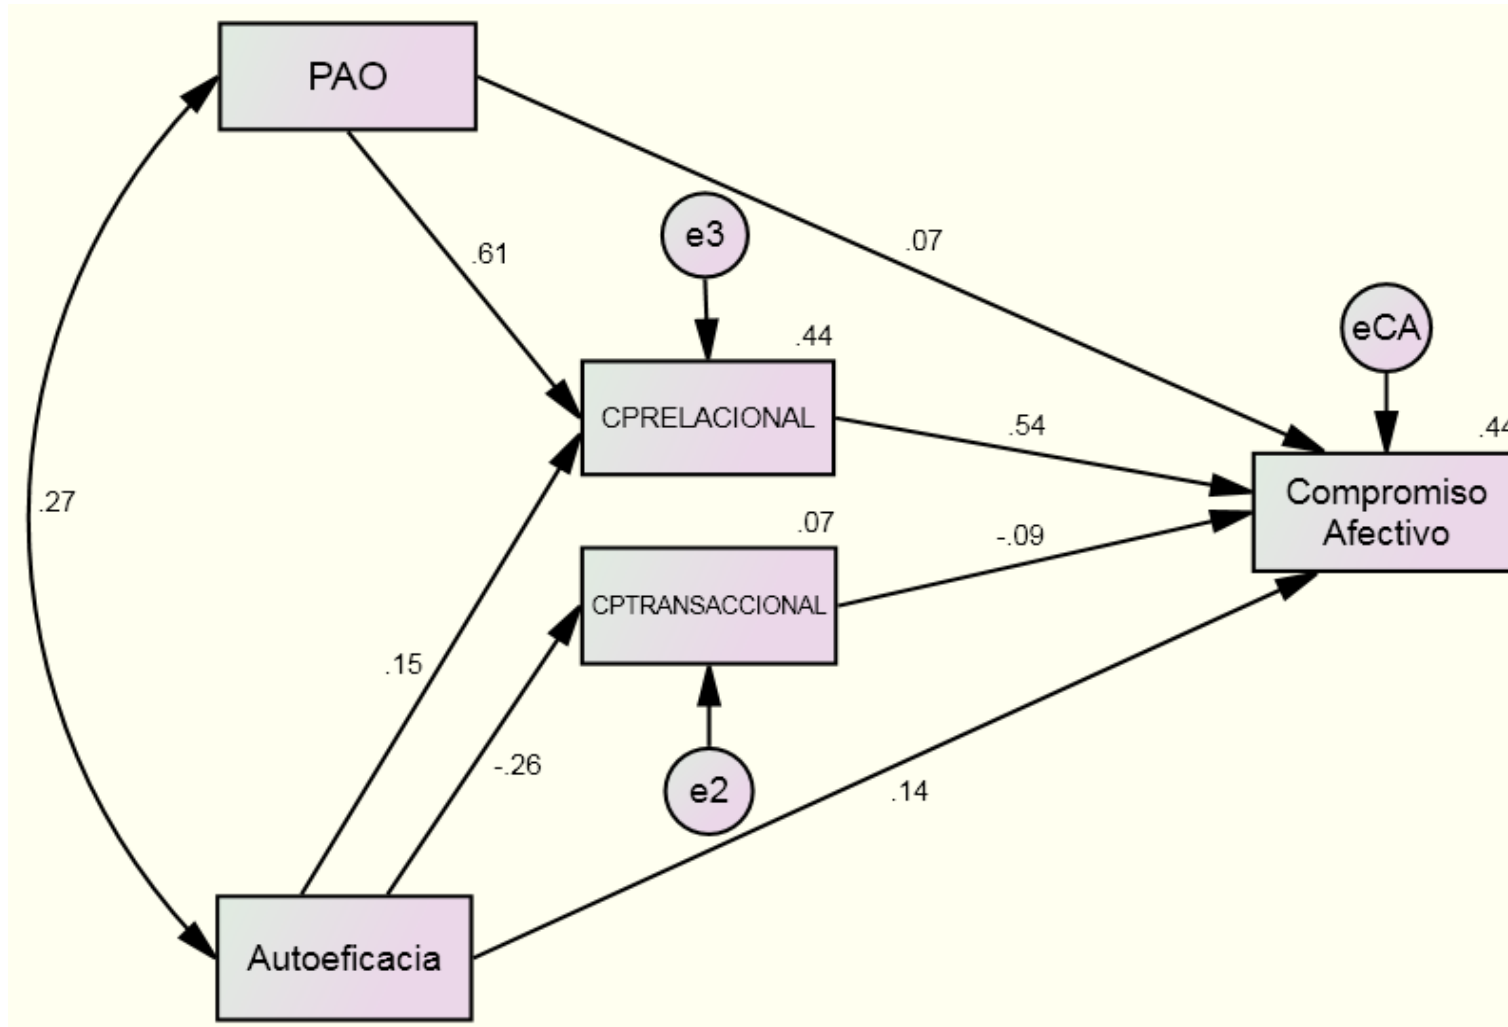 PAO
e3
.07
.61
eCA
.44
CPRELACIONAL
.54
.44
Compromiso
Afectivo
.27
.07
-.09
CPTRANSACCIONAL
.15
-.26
e2
.14
Autoeficacia